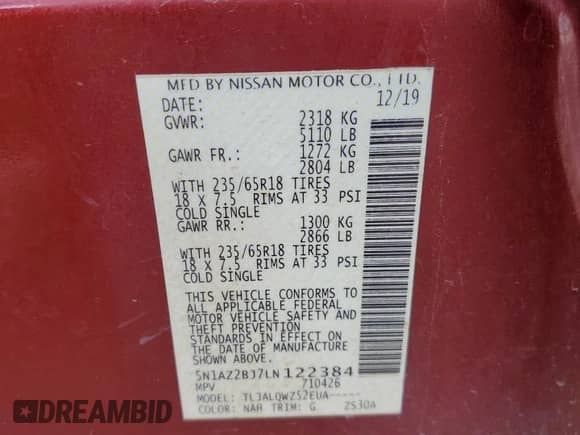 MFD BY NISSAN MOTOR CO., LTD.
DATE: 12/19
GVWR: 2318 KG
5110 LB
GAWR FR.: 1272 KG
2804 LB
WITH 235/65R18 TIRES
18 X 7.5 RIMS AT 33 PSI
COLD SINGLE
GAWR RR.: 1300 KG
2866 LB
WITH 235/65R18 TIRES
18 X 7.5 RIMS AT 33 PSI
COLD SINGLE
THIS VEHICLE CONFORMS TO
ALL APPLICABLE FEDERAL
MOTOR VEHICLE SAFETY AND
THEFT PREVENTION
STANDARDS IN EFFECT ON
THE DATE OF MANUFACTURE
SHOWN ABOVE.
5N1AZ2BJ7LN122384
MPV 710426
MODEL: TLJALQWZ52EUA-----
COLOR: NAH TRIM: G ZS30A
DREAMBID.com